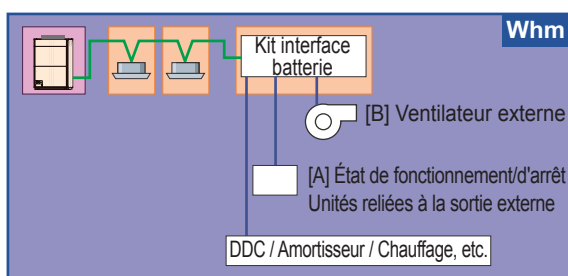 Whm
Kit interface
batterie
[B] Ventilateur externe
[A] État de fonctionnement/d'arrêt
Unités reliées à la sortie externe
DDC / Amortisseur / Chauffage, etc.